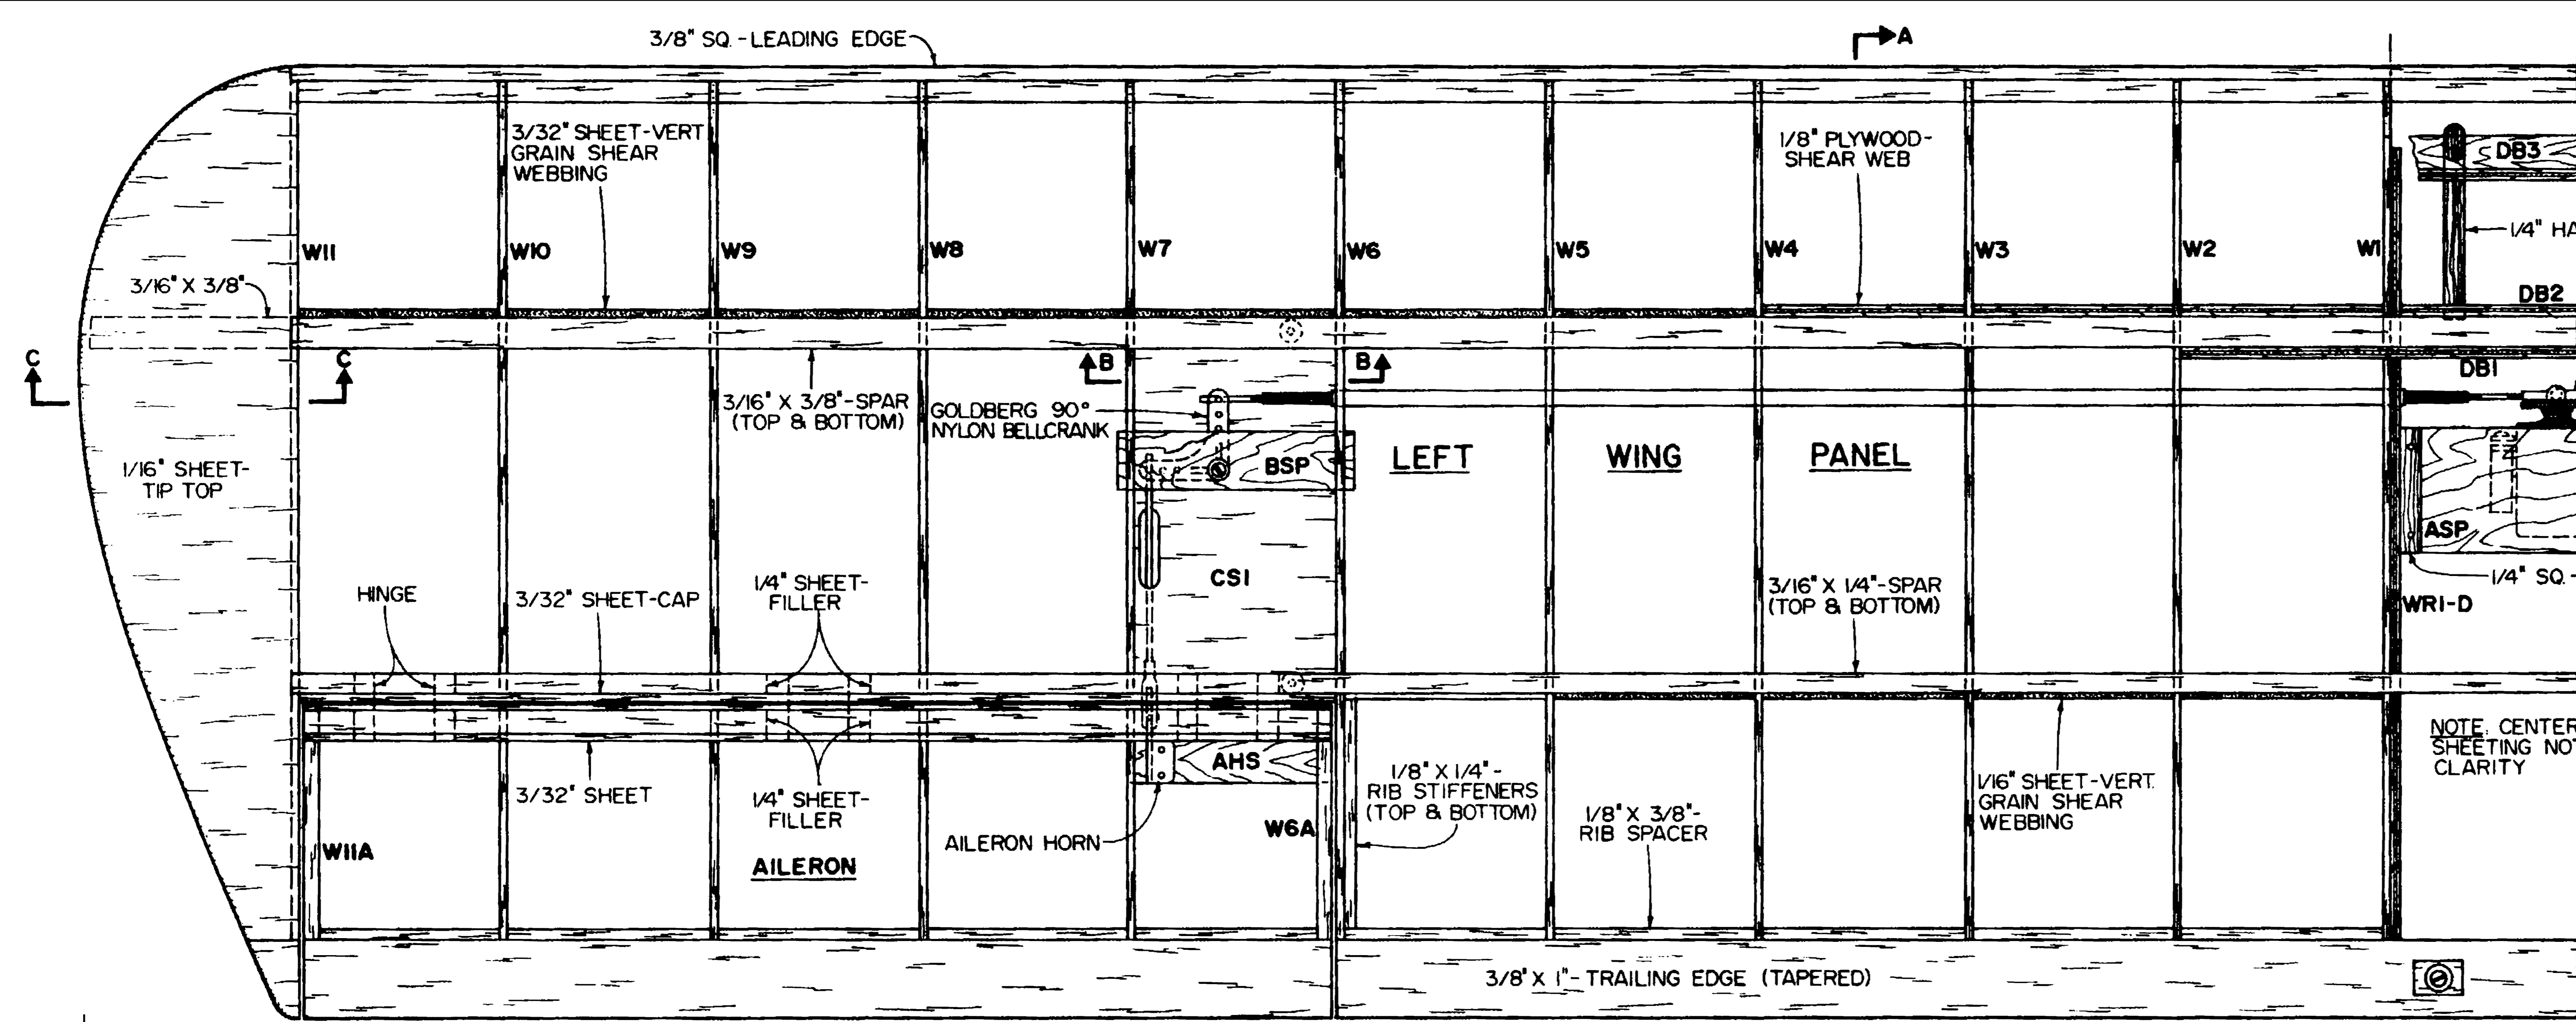 3/8" SQ.-LEADING EDGE
A
3/32" SHEET-VERT
GRAIN SHEAR
WEBBING
1/8" PLYWOOD-
SHEAR WEB
DB3
1/4" HA
W11
W10
W9
W8
W7
W6
W5
W4
W3
W2
W1
3/16" X 3/8"
DB2
C
C
B
B
DB1
3/16" X 3/8"-SPAR
(TOP & BOTTOM)
GOLDBERG 90°
NYLON BELLCRANK
BSP
LEFT WING PANEL
1/16" SHEET-
TIP TOP
ASP
CS1
1/4" SQ.-
HINGE
3/32" SHEET-CAP
1/4" SHEET-
FILLER
3/16" X 1/4"-SPAR
(TOP & BOTTOM)
WR1-D
NOTE. CENTER
SHEETING NOT
CLARITY
AHS
3/32" SHEET
1/4" SHEET-
FILLER
1/8" X 1/4"-
RIB STIFFENERS
(TOP & BOTTOM)
1/8" X 3/8"-
RIB SPACER
1/16" SHEET-VERT.
GRAIN SHEAR
WEBBING
W11A
AILERON
AILERON HORN
W6A
3/8" X 1"-TRAILING EDGE (TAPERED)